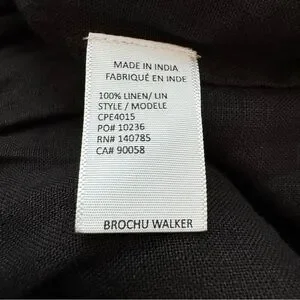 MADE IN INDIA
FABRIQUÉ EN INDE
100% LINEN/ LIN
STYLE / MODELE
CPE4015
PO# 10236
RN# 140785
CA# 90058
BROCHU WALKER